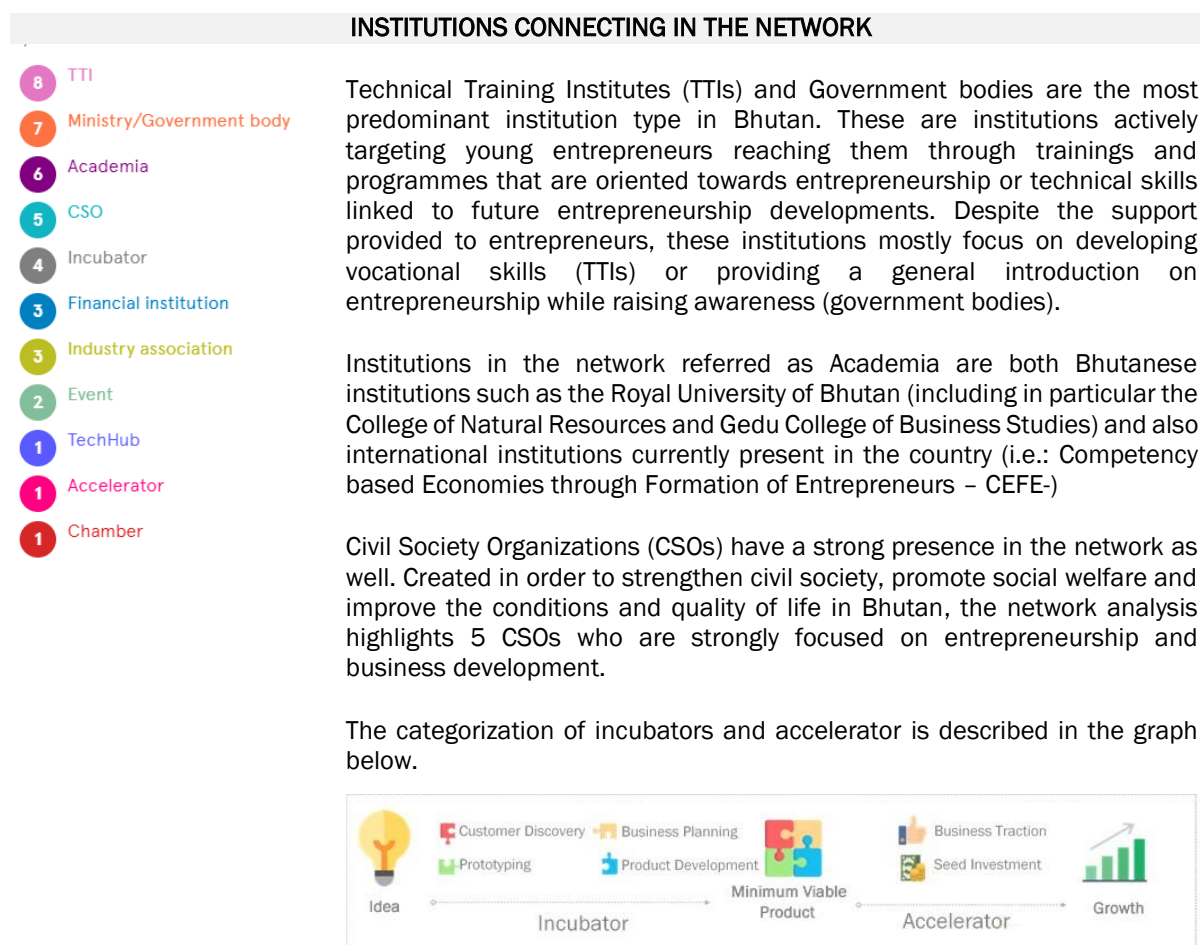 INSTITUTIONS CONNECTING IN THE NETWORK
8 TTI
7 Ministry/Government body
6 Academia
5 CSO
4 Incubator
3 Financial institution
3 Industry association
2 Event
1 TechHub
1 Accelerator
1 Chamber
Technical Training Institutes (TTIs) and Government bodies are the most
predominant institution type in Bhutan. These are institutions actively
targeting young entrepreneurs reaching them through trainings and
programmes that are oriented towards entrepreneurship or technical skills
linked to future entrepreneurship developments. Despite the support
provided to entrepreneurs, these institutions mostly focus on developing
vocational skills (TTIs) or providing a general introduction on
entrepreneurship while raising awareness (government bodies).
Institutions in the network referred as Academia are both Bhutanese
institutions such as the Royal University of Bhutan (including in particular the
College of Natural Resources and Gedu College of Business Studies) and also
international institutions currently present in the country (i.e.: Competency
based Economies through Formation of Entrepreneurs – CEFE-)
Civil Society Organizations (CSOs) have a strong presence in the network as
well. Created in order to strengthen civil society, promote social welfare and
improve the conditions and quality of life in Bhutan, the network analysis
highlights 5 CSOs who are strongly focused on entrepreneurship and
business development.
The categorization of incubators and accelerator is described in the graph
below.
Customer Discovery Business Planning Business Traction
Prototyping Product Development Seed Investment
Idea Minimum Viable Growth
Product
Incubator Accelerator